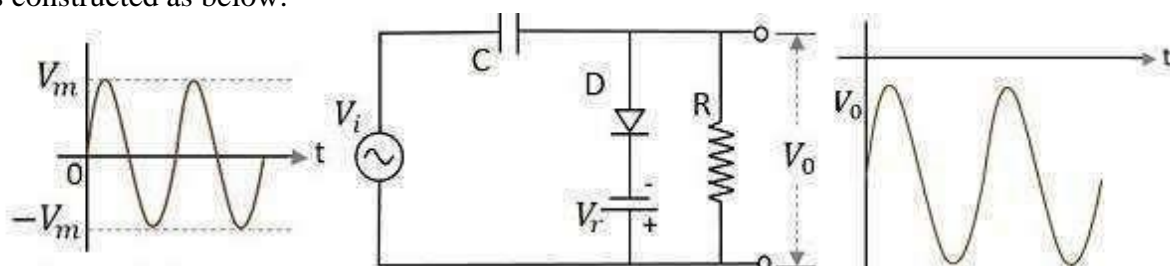 s constructed as below:
V_m
0
-V_m
t
V_i
C
D
R
V_r
-
+
V_0
V_0
t